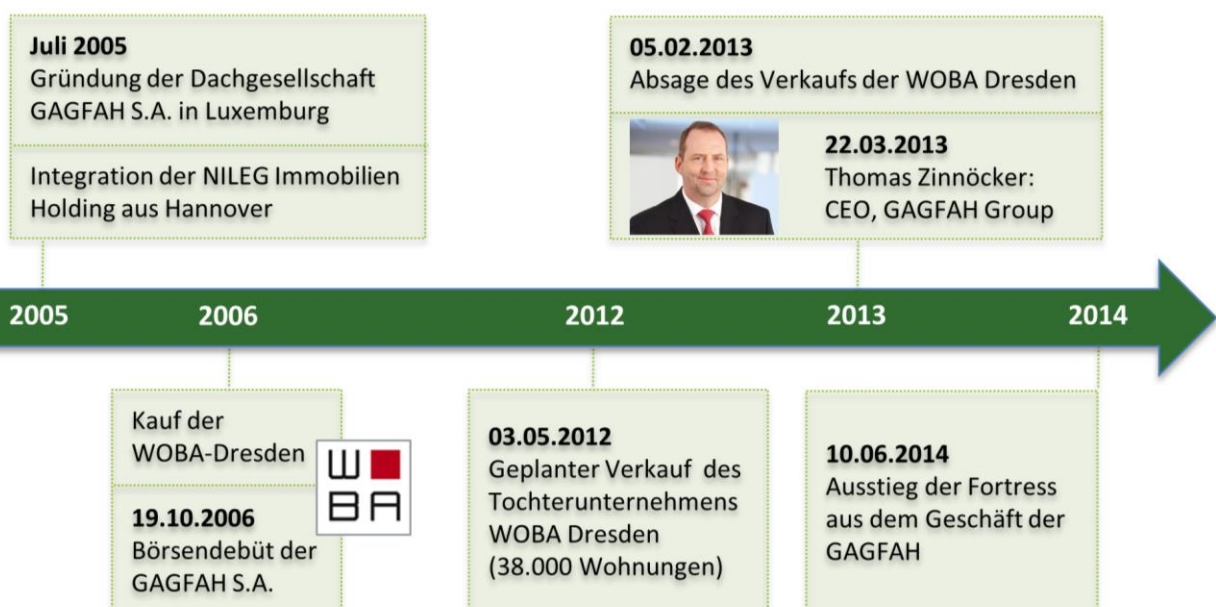 Juli 2005
Gründung der Dachgesellschaft
GAGFAH S.A. in Luxemburg
Integration der NILEG Immobilien
Holding aus Hannover
05.02.2013
Absage des Verkaufs der WOBA Dresden
22.03.2013
Thomas Zinnöcker:
CEO, GAGFAH Group
2005 2006 2012 2013 2014
Kauf der
WOBA-Dresden
W
BA
19.10.2006
Börsendebüt der
GAGFAH S.A.
03.05.2012
Geplanter Verkauf des
Tochterunternehmens
WOBA Dresden
(38.000 Wohnungen)
10.06.2014
Ausstieg der Fortress
aus dem Geschäft der
GAGFAH